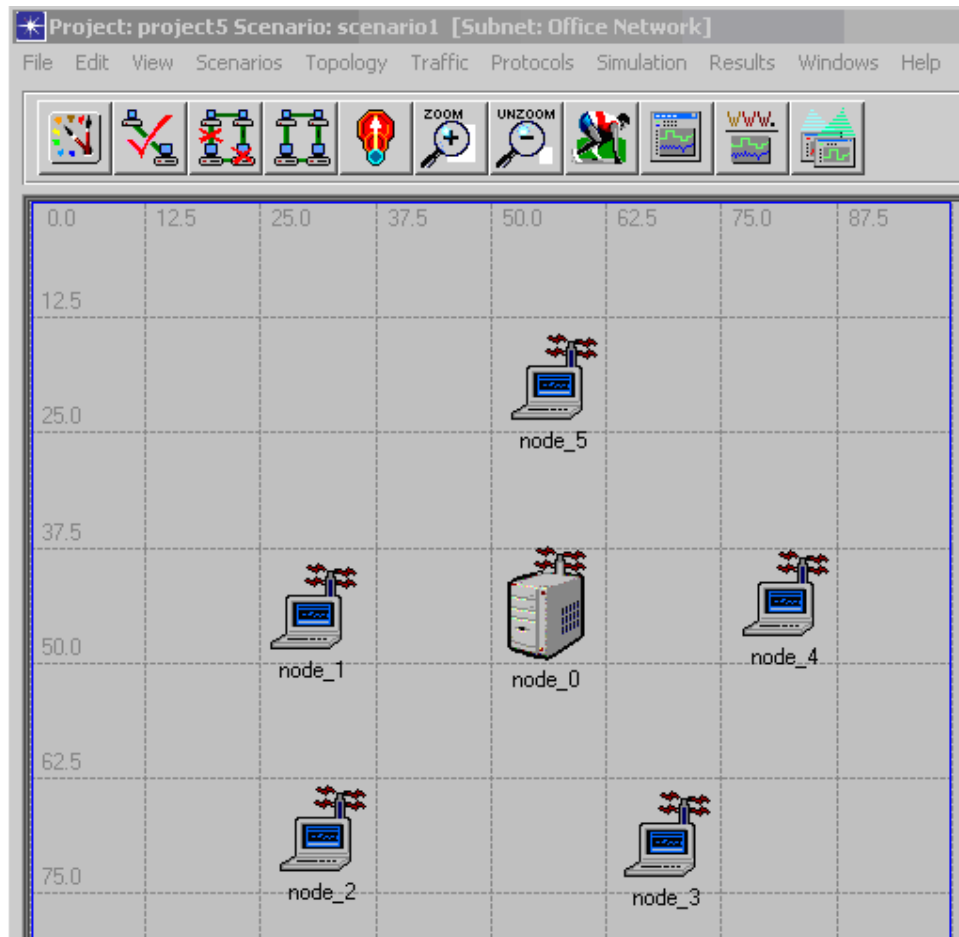 Project: project5 Scenario: scenario1 [Subnet: Office Network]
File Edit View Scenarios Topology Traffic Protocols Simulation Results Windows Help
ZOOM UNZOOM
0.0 12.5 25.0 37.5 50.0 62.5 75.0 87.5
12.5
25.0
node_5
37.5
50.0
node_1 node_0 node_4
62.5
75.0
node_2 node_3